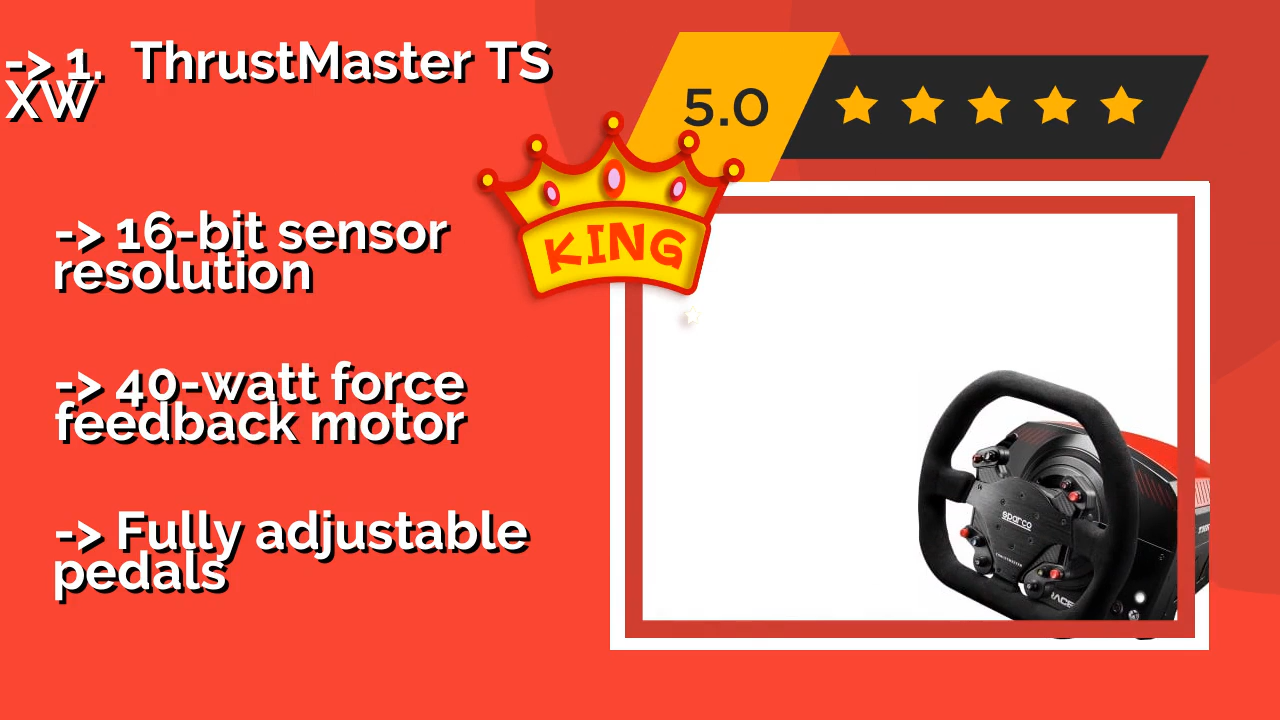 -> 1. ThrustMaster TS
XW
5.0
KING
-> 16-bit sensor
resolution
-> 40-watt force
feedback motor
-> Fully adjustable
pedals
sparco